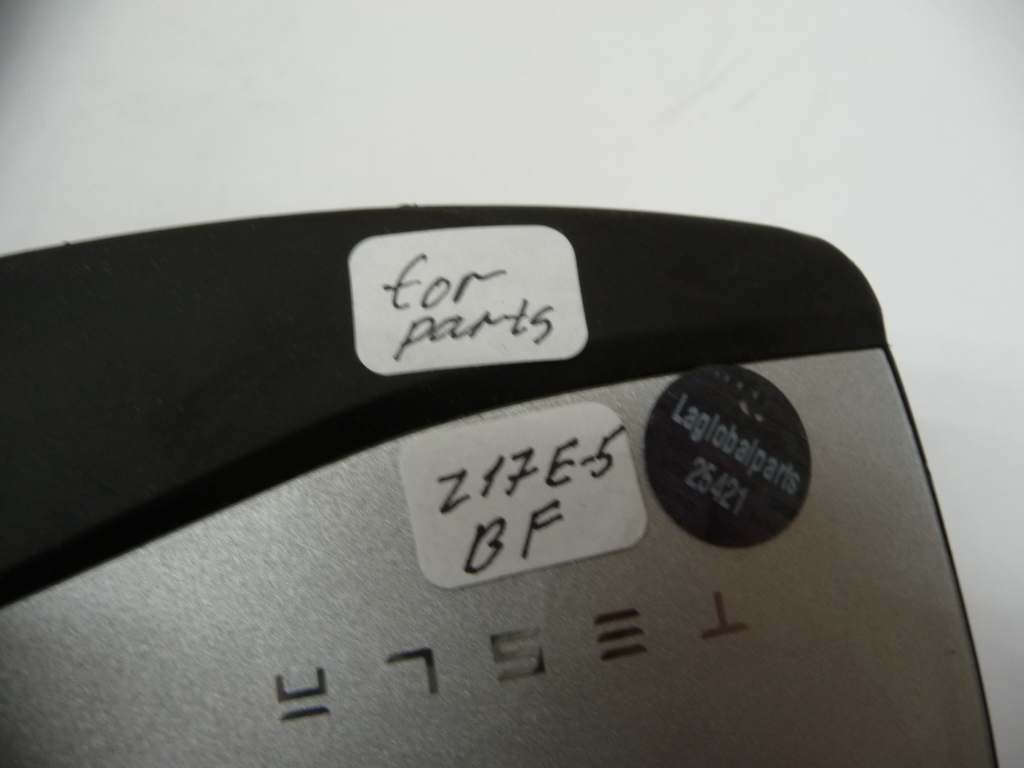 for
parts
Z17E-5
BF
Laglobalparts
25421
TESLA